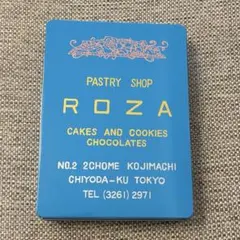 PASTRY SHOP
ROZA
CAKES AND COOKIES
CHOCOLATES
NO.2 2CHOME KOJIMACHI
CHIYODA-KU TOKYO
TEL (3261) 2971